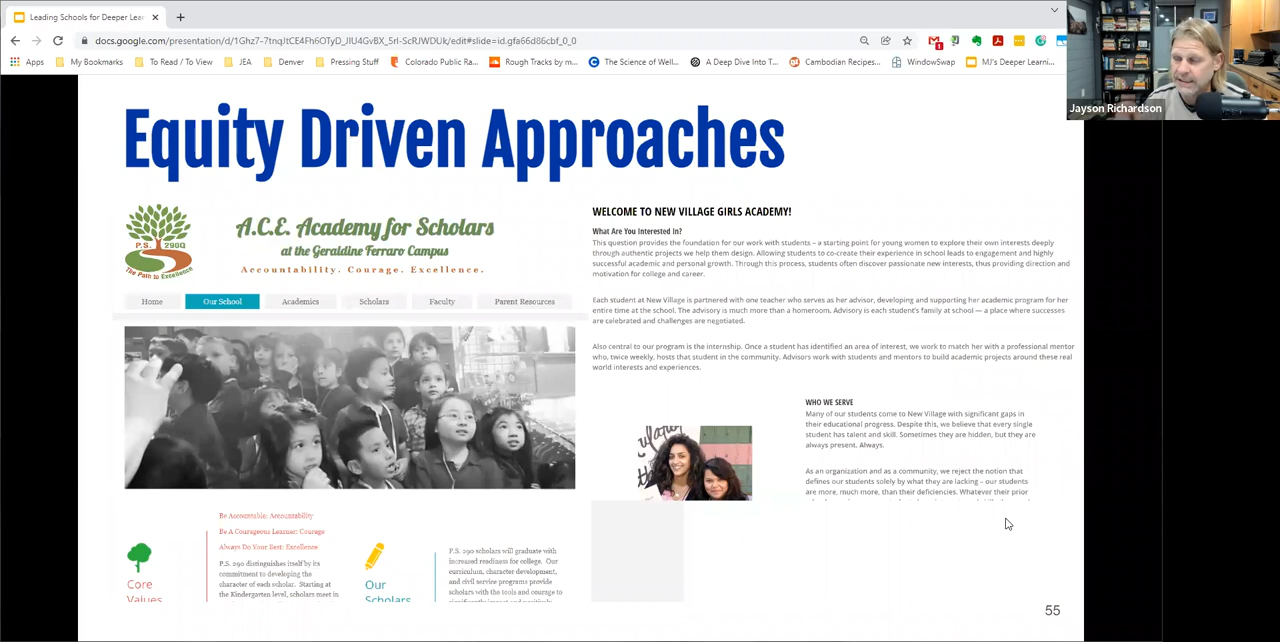 Leading Schools for Deeper Lear
docs.google.com/presentation/d/1Ghz7-7tnqJtCE4Fh6OTyD_JIU4GvBX_5rl-ScRJWDUk/edit#slide=id.gfa66d86cbf_0_0
Apps
My Bookmarks
To Read / To View
JEA
Denver
Pressing Stuff
Colorado Public Ra...
Rough Tracks by m...
The Science of Well...
A Deep Dive Into T...
Cambodian Recipes...
WindowSwap
MJ's Deeper Learni...
Jayson Richardson
Equity Driven Approaches
P.S. 290Q
The Path to Excellence
A.C.E. Academy for Scholars
at the Geraldine Ferraro Campus
Accountability. Courage. Excellence.
Home
Our School
Academics
Scholars
Faculty
Parent Resources
Be Accountable: Accountability
Be A Courageous Learner: Courage
Always Do Your Best: Excellence
Core
Values
P.S. 290 distinguishes itself by its
commitment to developing the
character of each scholar. Starting at
the Kindergarten level, scholars meet in
Our
Scholars
P.S. 290 scholars will graduate with
increased readiness for college. Our
curriculum, character development,
and civil service programs provide
scholars with the tools and courage to
WELCOME TO NEW VILLAGE GIRLS ACADEMY!
What Are You Interested In?
This question provides the foundation for our work with students – a starting point for young women to explore their own interests deeply
through authentic projects we help them design. Allowing students to co-create their experience in school leads to engagement and highly
successful academic and personal growth. Through this process, students often discover passionate new interests, thus providing direction and
motivation for college and career.
Each student at New Village is partnered with one teacher who serves as her advisor, developing and supporting her academic program for her
entire time at the school. The advisory is much more than a homeroom. Advisory is each student's family at school — a place where successes
are celebrated and challenges are negotiated.
Also central to our program is the internship. Once a student has identified an area of interest, we work to match her with a professional mentor
who, twice weekly, hosts that student in the community. Advisors work with students and mentors to build academic projects around these real
world interests and experiences.
WHO WE SERVE
Many of our students come to New Village with significant gaps in
their educational progress. Despite this, we believe that every single
student has talent and skill. Sometimes they are hidden, but they are
always present. Always.
As an organization and as a community, we reject the notion that
defines our students solely by what they are lacking – our students
are more, much more, than their deficiencies. Whatever their prior
55